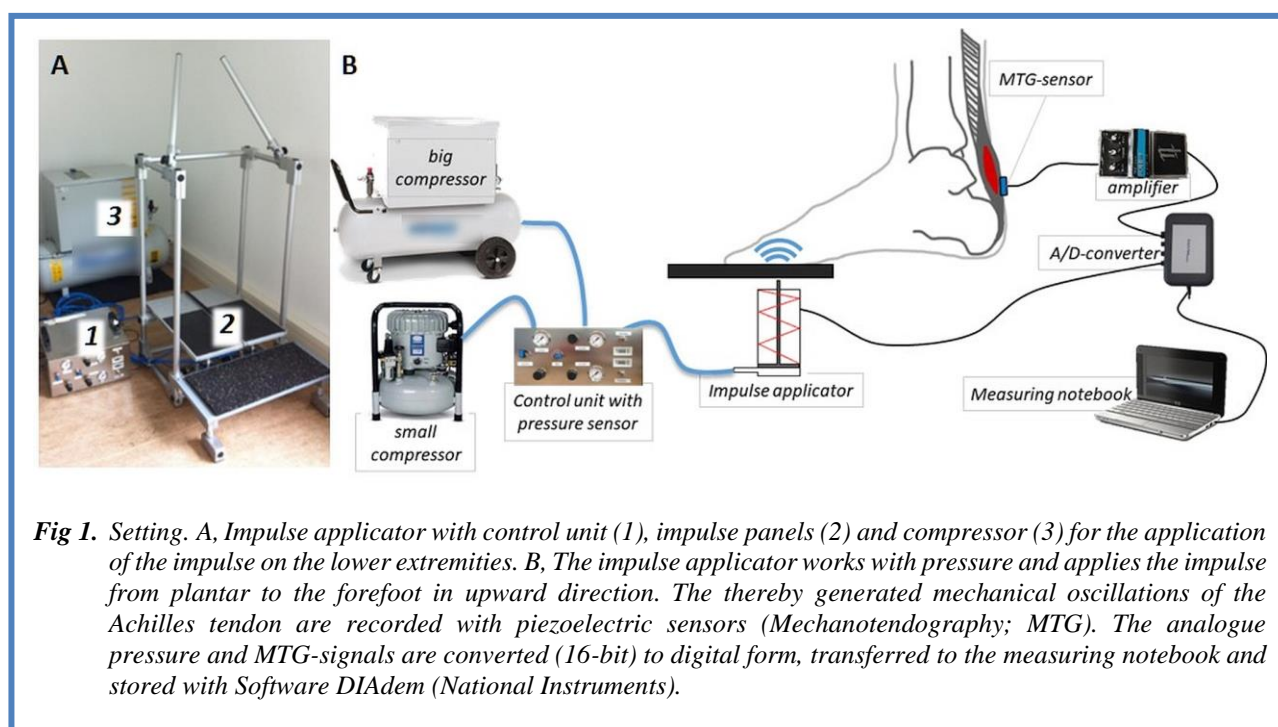 A
B
3
1
2
big
compressor
small
compressor
Control unit with
pressure sensor
Impulse applicator
MTG-sensor
amplifier
A/D-converter
Measuring notebook
Fig 1. Setting. A, Impulse applicator with control unit (1), impulse panels (2) and compressor (3) for the application
of the impulse on the lower extremities. B, The impulse applicator works with pressure and applies the impulse
from plantar to the forefoot in upward direction. The thereby generated mechanical oscillations of the
Achilles tendon are recorded with piezoelectric sensors (Mechanotendography; MTG). The analogue
pressure and MTG-signals are converted (16-bit) to digital form, transferred to the measuring notebook and
stored with Software DIAdem (National Instruments).